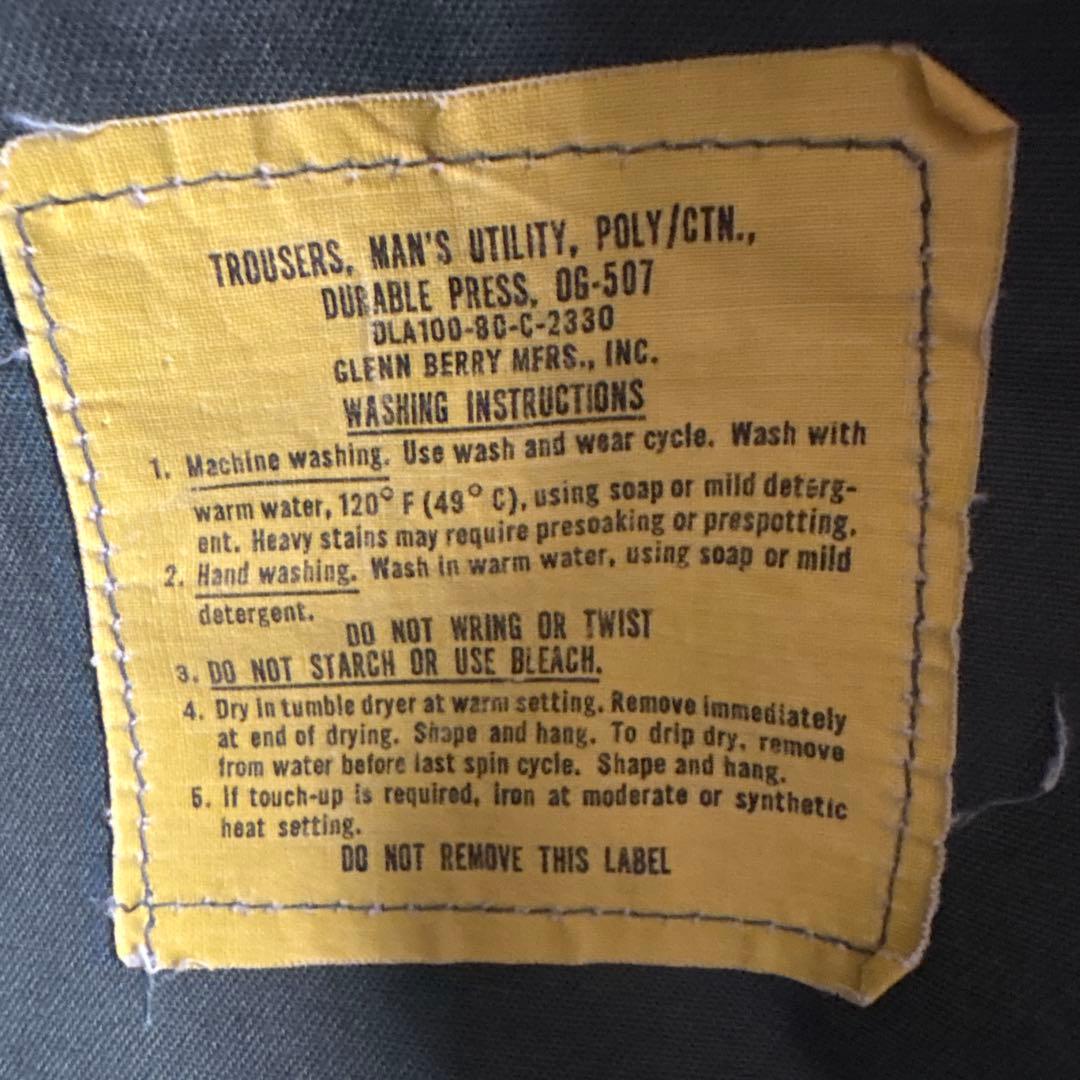 TROUSERS, MAN'S UTILITY, POLY/CTN.,
DURABLE PRESS, OG-507
DLA100-80-C-2330
GLENN BERRY MFRS., INC.
WASHING INSTRUCTIONS
1. Machine washing. Use wash and wear cycle. Wash with
warm water, 120° F (49° C), using soap or mild deterg-
ent. Heavy stains may require presoaking or prespotting.
2. Hand washing. Wash in warm water, using soap or mild
detergent.
DO NOT WRING OR TWIST
3. DO NOT STARCH OR USE BLEACH.
4. Dry in tumble dryer at warm setting. Remove immediately
at end of drying. Shape and hang. To drip dry, remove
from water before last spin cycle. Shape and hang.
5. If touch-up is required, iron at moderate or synthetic
heat setting.
DO NOT REMOVE THIS LABEL